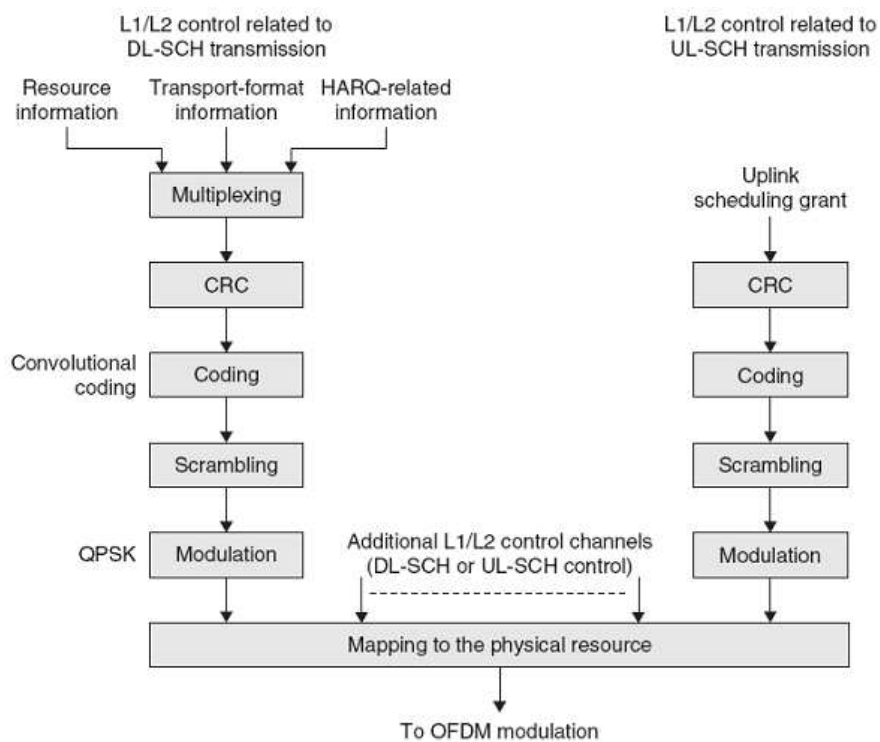 L1/L2 control related to
DL-SCH transmission
L1/L2 control related to
UL-SCH transmission
Resource
information
Transport-format
information
HARQ-related
information
Multiplexing
Uplink
scheduling grant
CRC
CRC
Convolutional
coding
Coding
Coding
Scrambling
Scrambling
QPSK
Modulation
Additional L1/L2 control channels
(DL-SCH or UL-SCH control)
Modulation
Mapping to the physical resource
To OFDM modulation